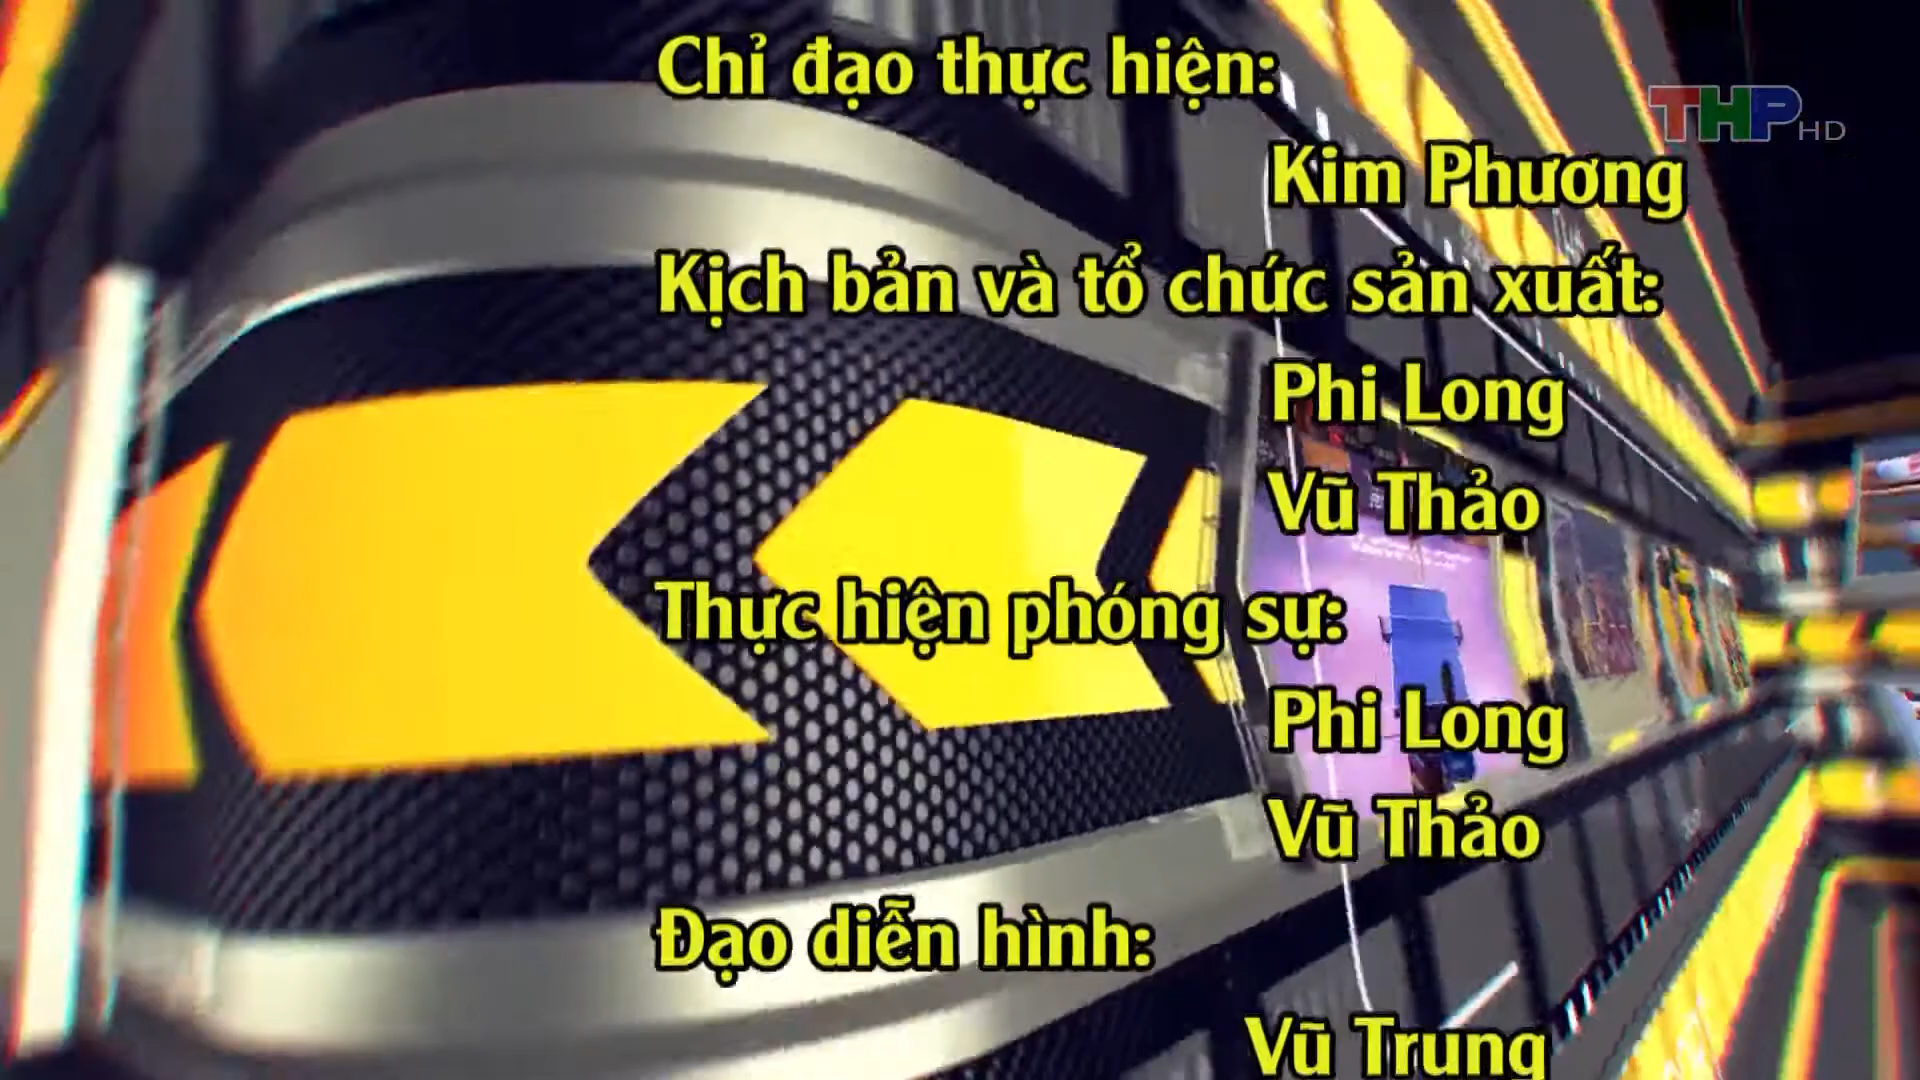 Chỉ đạo thực hiện:
THP HD
Kim Phương
Kịch bản và tổ chức sản xuất:
Phi Long
Vũ Thảo
Thực hiện phóng sự:
Phi Long
Vũ Thảo
Đạo diễn hình:
Vũ Trung